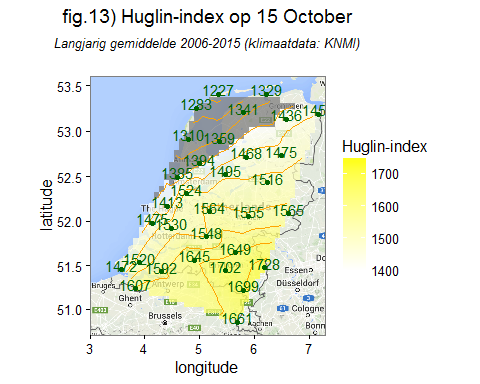 fig.13) Huglin-index op 15 October
Langjarig gemiddelde 2006-2015 (klimaatdata: KNMI)
53.5
53.0
52.5
52.0
51.5
51.0
latitude
3 4 5 6 7
longitude
1227 1329
1283 1341 1436 145
Groningen
1310 1359
1394 1468 1475
1385 1495
1524 1516
1413 1564 1555 1565
1475 1530
Rotterdam
1548
1649
1520 1645 1702 1728
1472 1592
1607 1699
1661
Bruges
Ghent
Antwerp
Brussels
Essen
Düsseldorf
Cologne
Aachen
Bonn
Huglin-index
1700
1600
1500
1400